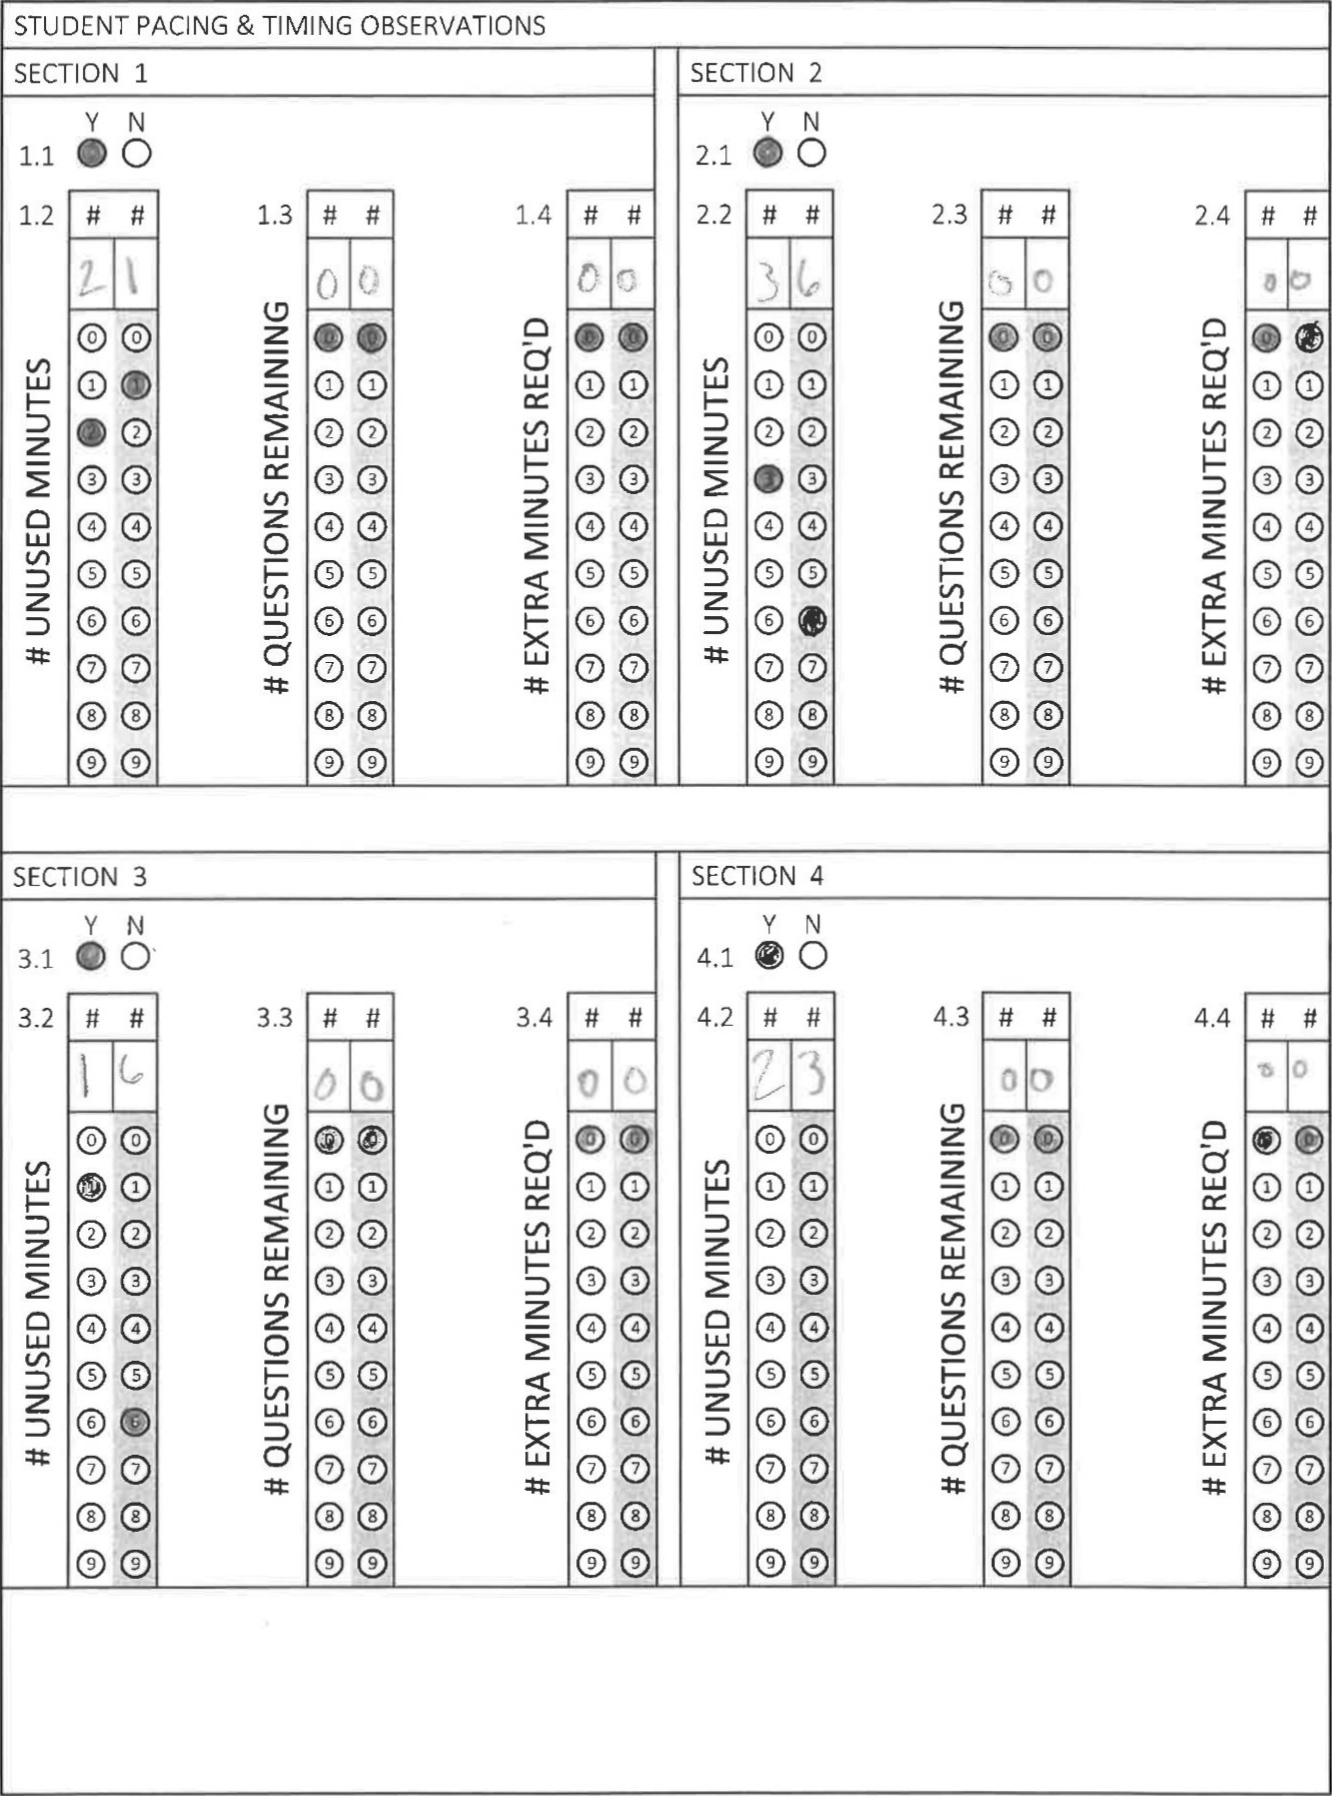 STUDENT PACING & TIMING OBSERVATIONS
SECTION 1
Y N
1.1
1.2 # # 1.3 # # 1.4 # #
2 1 0 0 0 0
# UNUSED MINUTES
# QUESTIONS REMAINING
# EXTRA MINUTES REQ'D
0 0 0 0 0 0
1 1 1 1 1 1
2 2 2 2 2 2
3 3 3 3 3 3
4 4 4 4 4 4
5 5 5 5 5 5
6 6 6 6 6 6
7 7 7 7 7 7
8 8 8 8 8 8
9 9 9 9 9 9
SECTION 2
Y N
2.1
2.2 # # 2.3 # # 2.4 # #
3 6 0 0 0 0
# UNUSED MINUTES
# QUESTIONS REMAINING
# EXTRA MINUTES REQ'D
0 0 0 0 0
1 1 1 1 1 1
2 2 2 2 2 2
3 3 3 3 3 3
4 4 4 4 4 4
5 5 5 5 5 5
6 6 6 6 6
7 7 7 7 7 7
8 8 8 8 8 8
9 9 9 9 9 9
SECTION 3
Y N
3.1
3.2 # # 3.3 # # 3.4 # #
1 6 0 0 0 0
# UNUSED MINUTES
# QUESTIONS REMAINING
# EXTRA MINUTES REQ'D
0 0 0 0 0 0
1 1 1 1 1 1
2 2 2 2 2 2
3 3 3 3 3 3
4 4 4 4 4 4
5 5 5 5 5 5
6 6 6 6 6 6
7 7 7 7 7 7
8 8 8 8 8 8
9 9 9 9 9 9
SECTION 4
Y N
4.1
4.2 # # 4.3 # # 4.4 # #
2 3 0 0 0 0
# UNUSED MINUTES
# QUESTIONS REMAINING
# EXTRA MINUTES REQ'D
0 0 0 0 0
1 1 1 1 1 1
2 2 2 2 2 2
3 3 3 3 3 3
4 4 4 4 4 4
5 5 5 5 5 5
6 6 6 6 6 6
7 7 7 7 7 7
8 8 8 8 8 8
9 9 9 9 9 9